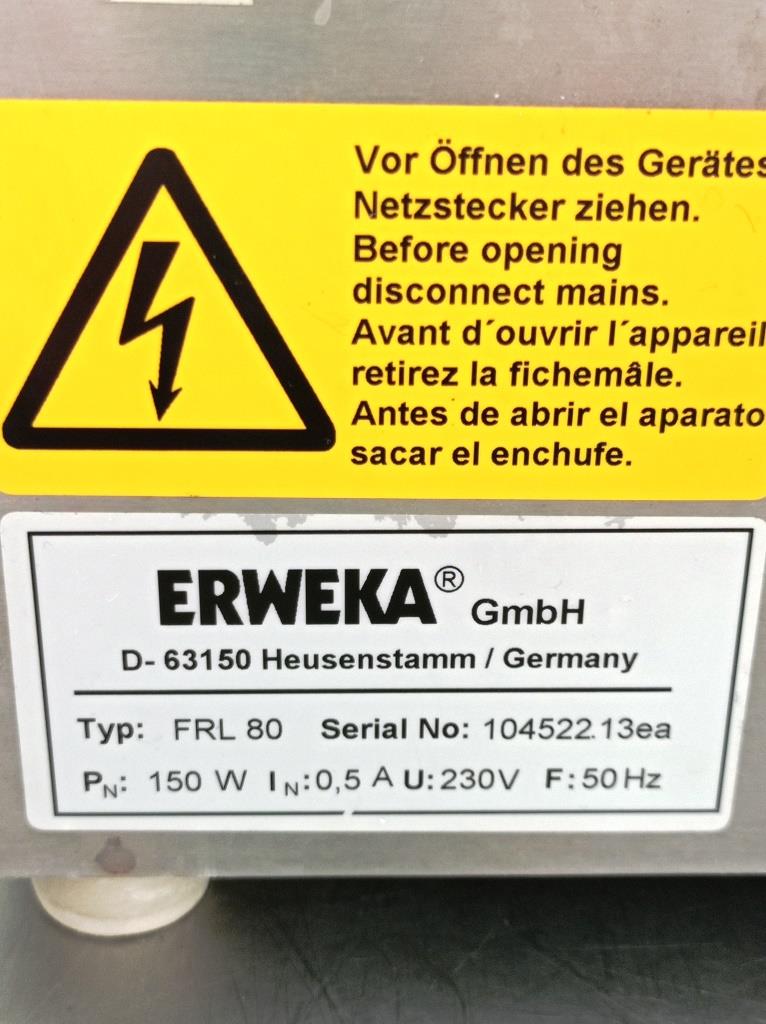 Vor Öffnen des Gerätes
Netzstecker ziehen.
Before opening
disconnect mains.
Avant d´ouvrir l´appareil
retirez la fichemâle.
Antes de abrir el aparato
sacar el enchufe.
ERWEKA® GmbH
D- 63150 Heusenstamm / Germany
Typ: FRL 80 Serial No: 104522.13ea
PN: 150 W IN:0,5 A U:230V F:50Hz